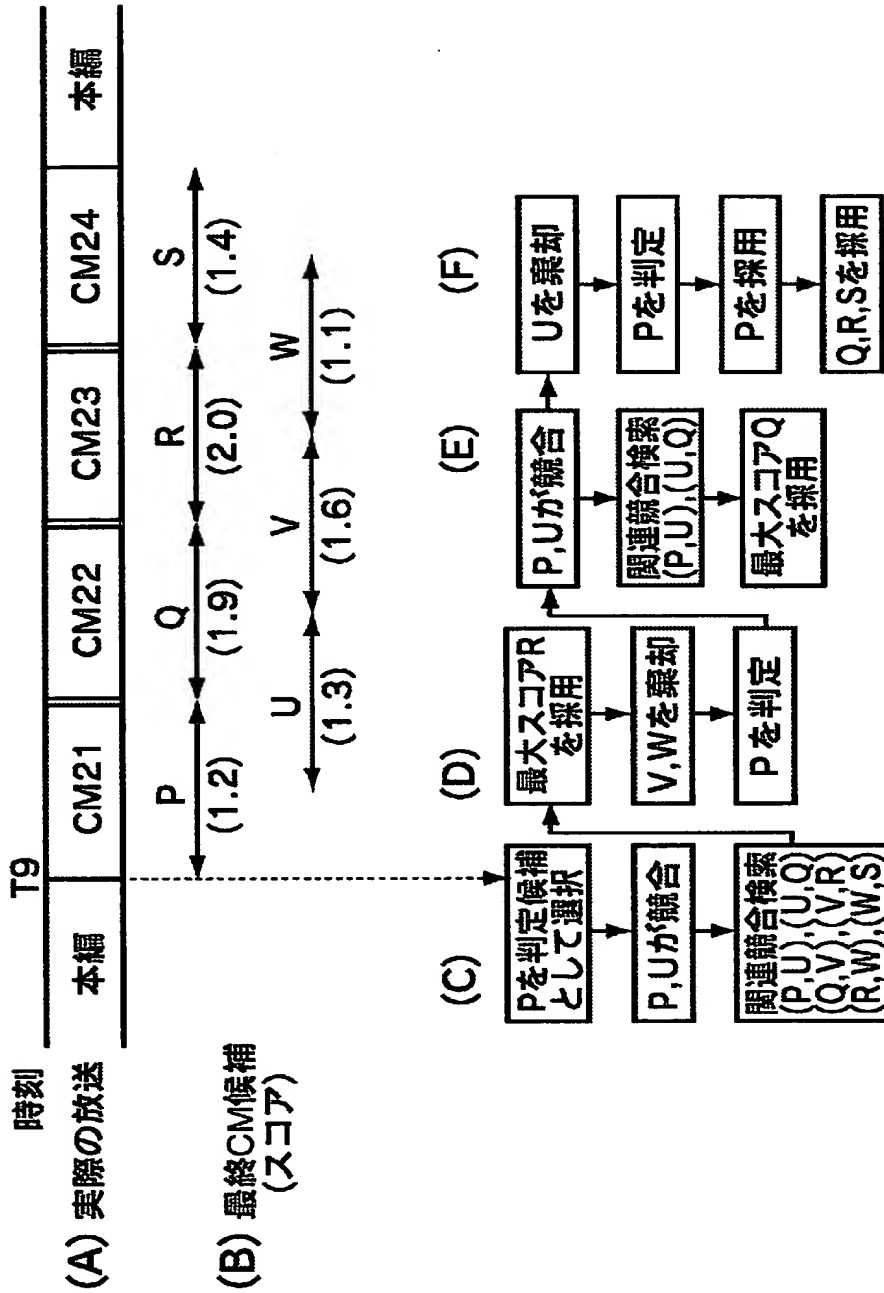 時刻
T9
(A) 実際の放送
本編
CM21
CM22
CM23
CM24
本編
(B) 最終CM候補
(スコア)
P
(1.2)
Q
(1.9)
R
(2.0)
S
(1.4)
U
(1.3)
V
(1.6)
W
(1.1)
(C)
Pを判定候補
として選択
P,Uが競合
関連競合検索
(P,U),(U,Q)
(Q,V),(V,R)
(R,W),(W,S)
(D)
最大スコアR
を採用
V,Wを棄却
Pを判定
(E)
P,Uが競合
関連競合検索
(P,U),(U,Q)
最大スコアQ
を採用
(F)
Uを棄却
Pを判定
Pを採用
Q,R,Sを採用